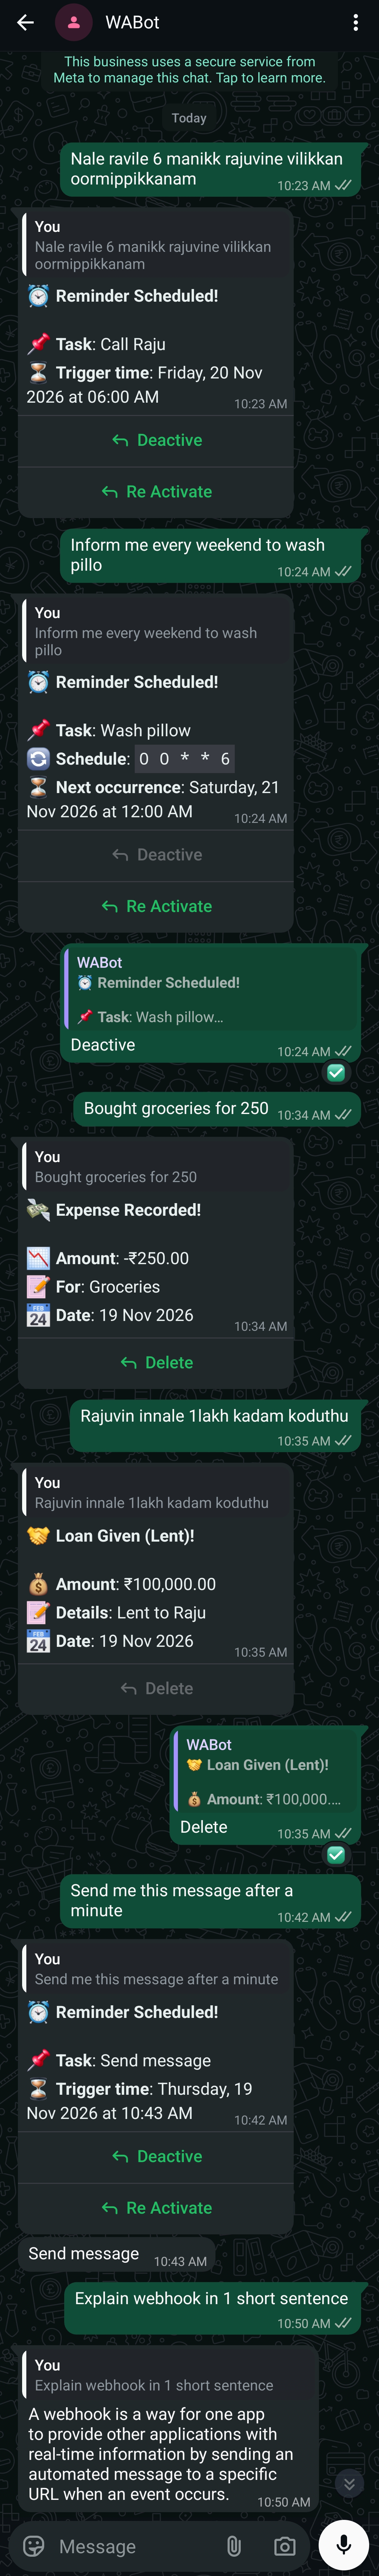 WABot
This business uses a secure service from
Meta to manage this chat. Tap to learn more.
Today
Nale ravile 6 manikk rajuvine vilikkan
oormippikkanam
10:23 AM
You
Nale ravile 6 manikk rajuvine vilikkan
oormippikkanam
Reminder Scheduled!
Task: Call Raju
Trigger time: Friday, 20 Nov
2026 at 06:00 AM
10:23 AM
Deactive
Re Activate
Inform me every weekend to wash
pillo
10:24 AM
You
Inform me every weekend to wash
pillo
Reminder Scheduled!
Task: Wash pillow
Schedule: 0 0 * * 6
Next occurrence: Saturday, 21
Nov 2026 at 12:00 AM
10:24 AM
Deactive
Re Activate
WABot
Reminder Scheduled!
Task: Wash pillow...
Deactive
10:24 AM
Bought groceries for 250
10:34 AM
You
Bought groceries for 250
Expense Recorded!
Amount: -₹250.00
For: Groceries
FEB
24
Date: 19 Nov 2026
10:34 AM
Delete
Rajuvin innale 1lakh kadam koduthu
10:35 AM
You
Rajuvin innale 1lakh kadam koduthu
Loan Given (Lent)!
Amount: ₹100,000.00
Details: Lent to Raju
FEB
24
Date: 19 Nov 2026
10:35 AM
Delete
WABot
Loan Given (Lent)!
Amount: ₹100,000....
Delete
10:35 AM
Send me this message after a
minute
10:42 AM
You
Send me this message after a minute
Reminder Scheduled!
Task: Send message
Trigger time: Thursday, 19
Nov 2026 at 10:43 AM
10:42 AM
Deactive
Re Activate
Send message
10:43 AM
Explain webhook in 1 short sentence
10:50 AM
You
Explain webhook in 1 short sentence
A webhook is a way for one app
to provide other applications with
real-time information by sending an
automated message to a specific
URL when an event occurs.
10:50 AM
Message